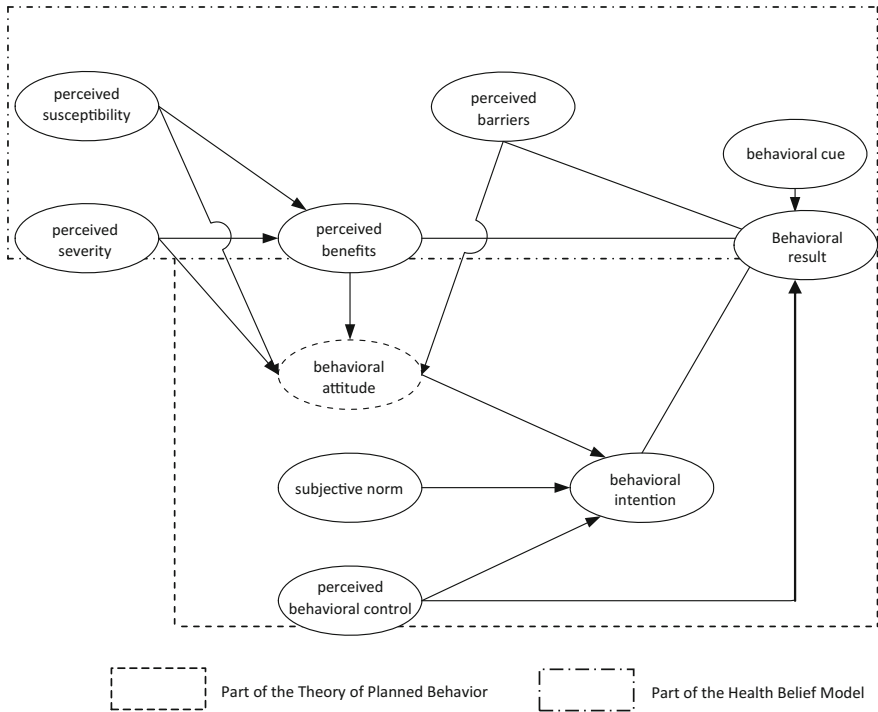 perceived
susceptibility
perceived
barriers
behavioral cue
perceived
severity
perceived
benefits
Behavioral
result
behavioral
attitude
subjective norm
behavioral
intention
perceived
behavioral control
Part of the Theory of Planned Behavior
Part of the Health Belief Model